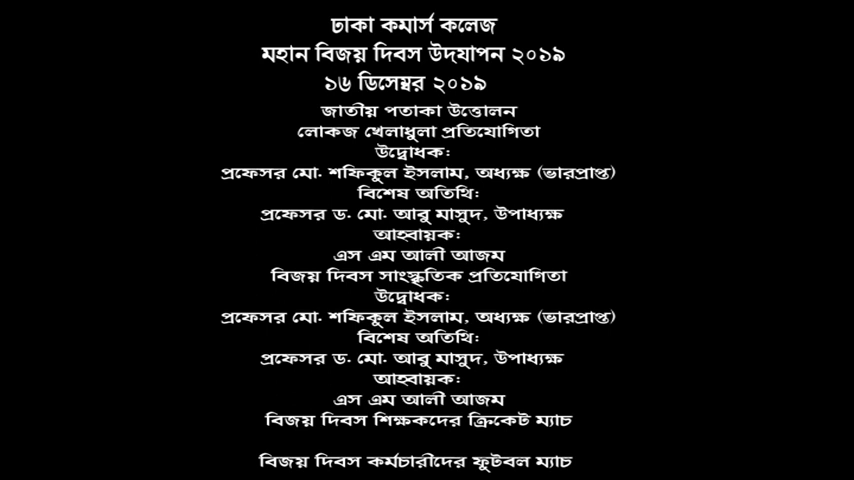 ঢাকা কমার্স কলেজ
মহান বিজয় দিবস উদযাপন ২০১৯
১৬ ডিসেম্বর ২০১৯
জাতীয় পতাকা উত্তোলন
লোকজ খেলাধুলা প্রতিযোগিতা
উদ্বোধক:
প্রফেসর মো. শফিকুল ইসলাম, অধ্যক্ষ (ভারপ্রাপ্ত)
বিশেষ অতিথি:
প্রফেসর ড. মো. আবু মাসুদ, উপাধ্যক্ষ
আহ্বায়ক:
এস এম আলী আজম
বিজয় দিবস সাংস্কৃতিক প্রতিযোগিতা
উদ্বোধক:
প্রফেসর মো. শফিকুল ইসলাম, অধ্যক্ষ (ভারপ্রাপ্ত)
বিশেষ অতিথি:
প্রফেসর ড. মো. আবু মাসুদ, উপাধ্যক্ষ
আহ্বায়ক:
এস এম আলী আজম
বিজয় দিবস শিক্ষকদের ক্রিকেট ম্যাচ
বিজয় দিবস কর্মচারীদের ফুটবল ম্যাচ